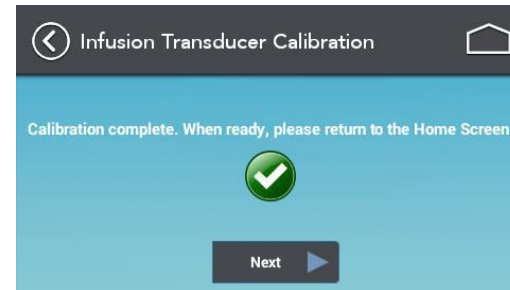 Infusion Transducer Calibration
Calibration complete. When ready, please return to the Home Screen
Next